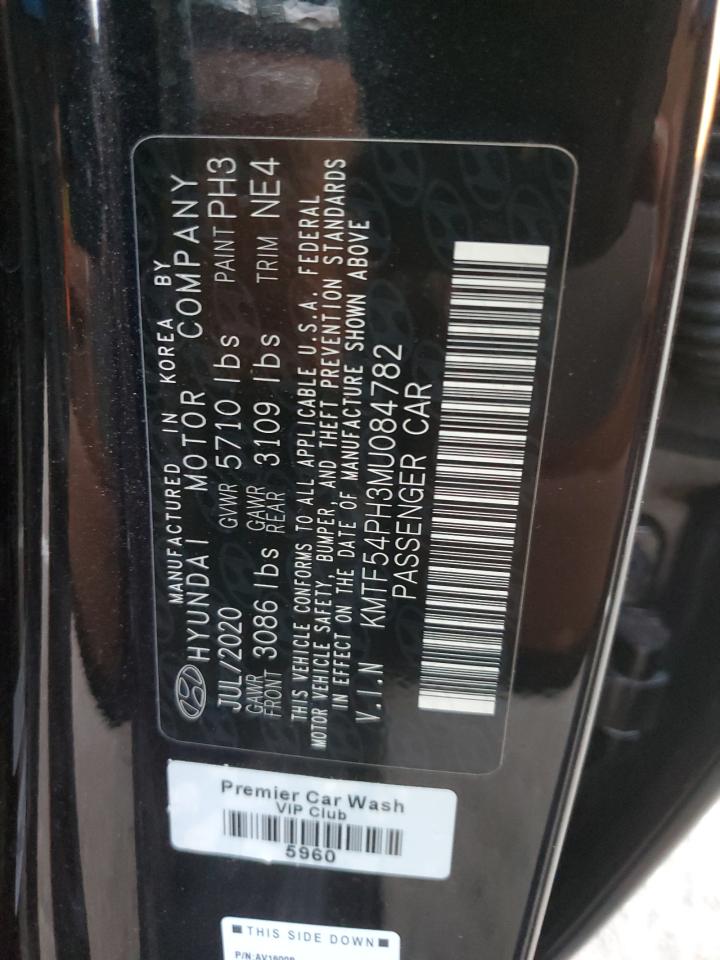 MANUFACTURED IN KOREA BY
HYUNDAI MOTOR COMPANY
JUL/2020 GVWR 5710 lbs PAINT PH3
GAWR FRONT 3086 lbs GAWR REAR 3109 lbs TRIM NE4
THIS VEHICLE CONFORMS TO ALL APPLICABLE U.S.A. FEDERAL
MOTOR VEHICLE SAFETY, BUMPER, AND THEFT PREVENTION STANDARDS
IN EFFECT ON THE DATE OF MANUFACTURE SHOWN ABOVE
V.I.N KMTF54PH3MU084782
PASSENGER CAR
Premier Car Wash
VIP Club
5960
THIS SIDE DOWN